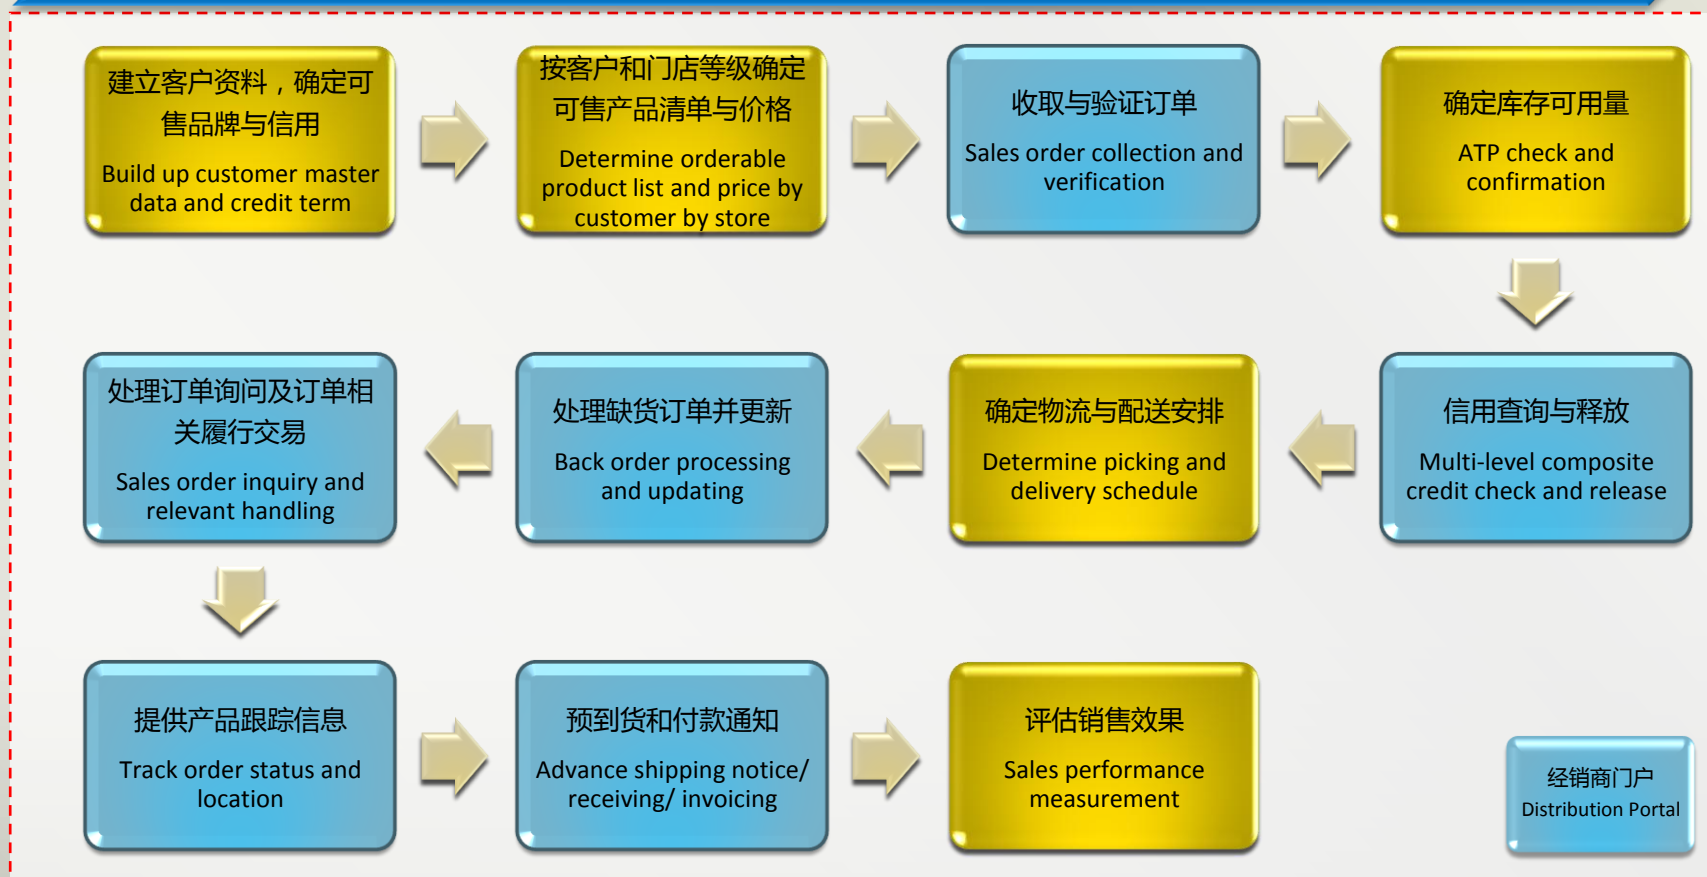 建立客户资料，确定可
售品牌与信用
Build up customer master
data and credit term
按客户和门店等级确定
可售产品清单与价格
Determine orderable
product list and price by
customer by store
收取与验证订单
Sales order collection and
verification
确定库存可用量
ATP check and
confirmation
信用查询与释放
Multi-level composite
credit check and release
确定物流与配送安排
Determine picking and
delivery schedule
处理缺货订单并更新
Back order processing
and updating
处理订单询问及订单相
关履行交易
Sales order inquiry and
relevant handling
提供产品跟踪信息
Track order status and
location
预到货和付款通知
Advance shipping notice/
receiving/ invoicing
评估销售效果
Sales performance
measurement
经销商门户
Distribution Portal